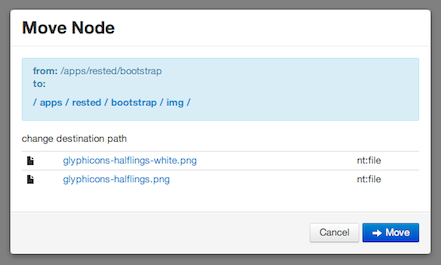 Move Node
from: /apps/rested/bootstrap
to:
/ apps / rested / bootstrap / img /
change destination path
glyphicons-halflings-white.png nt:file
glyphicons-halflings.png nt:file
Cancel Move